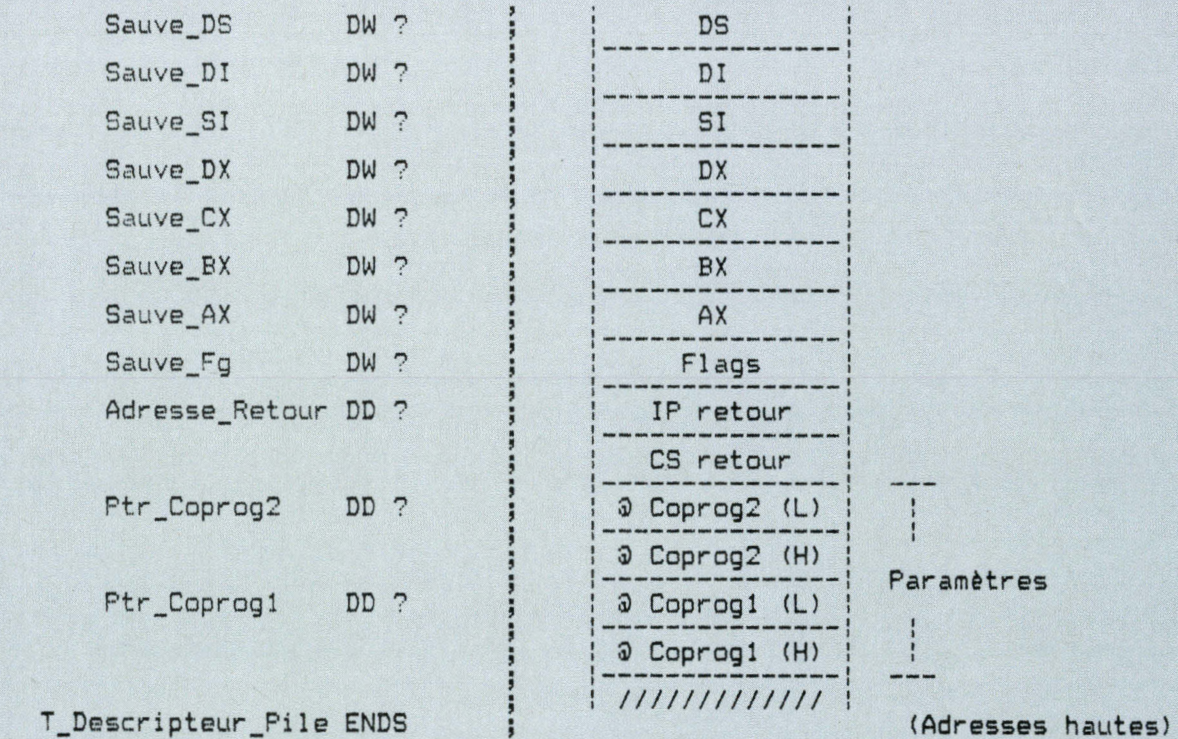 Sauve_DS DW ? DS
Sauve_DI DW ? DI
Sauve_SI DW ? SI
Sauve_DX DW ? DX
Sauve_CX DW ? CX
Sauve_BX DW ? BX
Sauve_AX DW ? AX
Sauve_Fg DW ? Flags
Adresse_Retour DD ? IP retour
CS retour
Ptr_Coprog2 DD ? @ Coprog2 (L)
@ Coprog2 (H)
Paramètres
Ptr_Coprog1 DD ? @ Coprog1 (L)
@ Coprog1 (H)
/////////////
T_Descripteur_Pile ENDS (Adresses hautes)